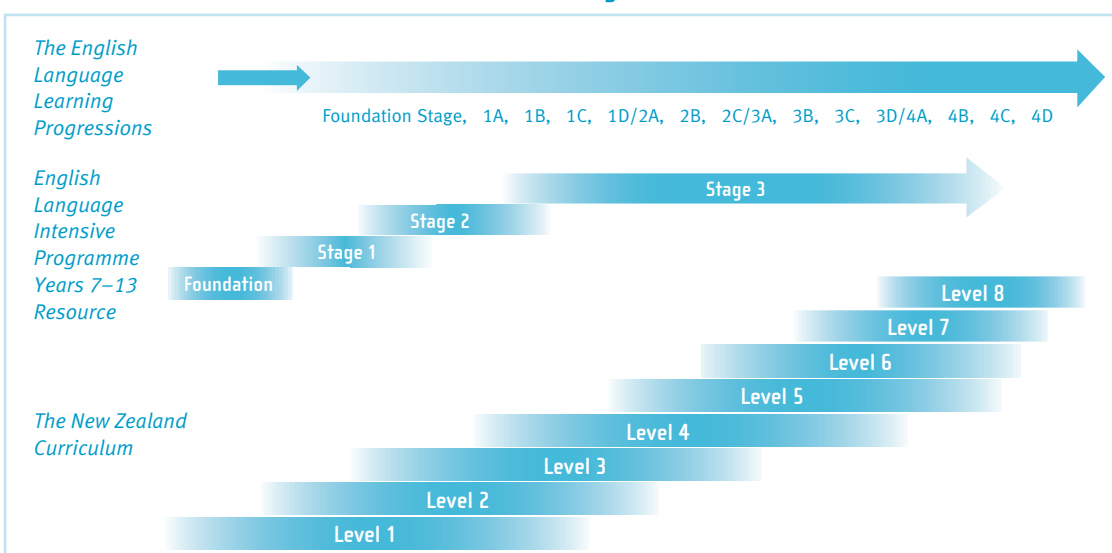 The English
Language
Learning
Progressions
Foundation Stage, 1A, 1B, 1C, 1D/2A, 2B, 2C/3A, 3B, 3C, 3D/4A, 4B, 4C, 4D
English
Language
Intensive
Programme
Years 7–13
Resource
Stage 3
Stage 2
Stage 1
Foundation
The New Zealand
Curriculum
Level 8
Level 7
Level 6
Level 5
Level 4
Level 3
Level 2
Level 1